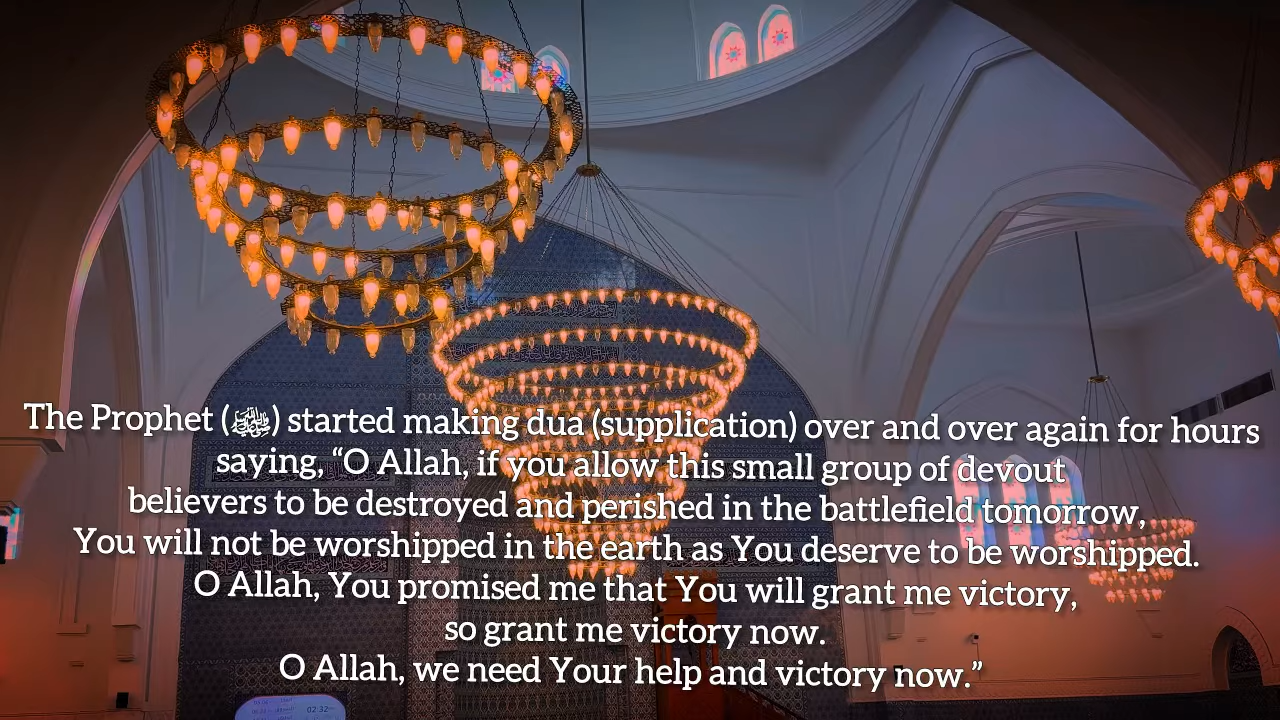 The Prophet (ﷺ) started making dua (supplication) over and over again for hours
saying, “O Allah, if you allow this small group of devout
believers to be destroyed and perished in the battlefield tomorrow,
You will not be worshipped in the earth as You deserve to be worshipped.
O Allah, You promised me that You will grant me victory,
so grant me victory now.
O Allah, we need Your help and victory now.”
02:32